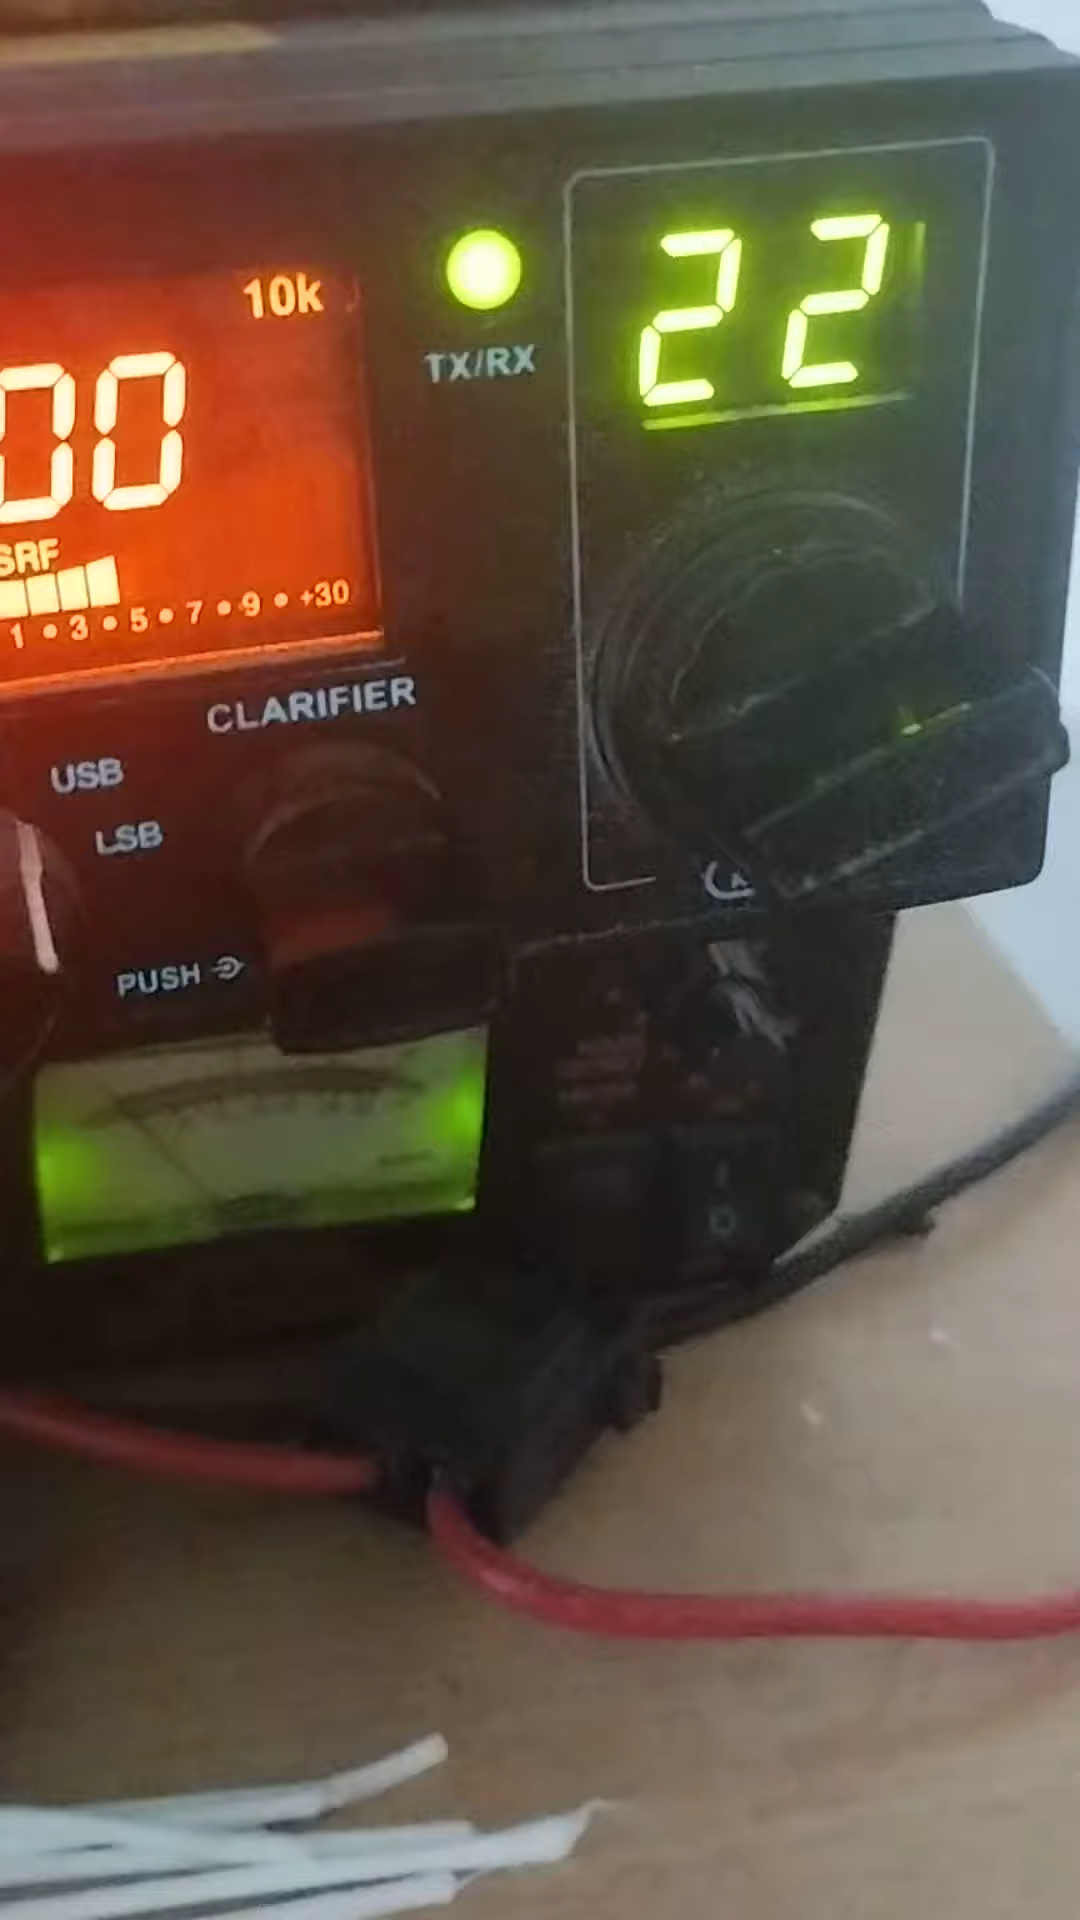 10k
TX/RX
22
00
SRF
1 • 3 • 5 • 7 • 9 • +30
CLARIFIER
USB
LSB
PUSH
I
O